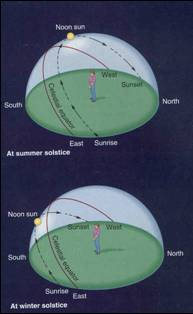 Noon sun
West
Sunset
Celestial equator
South
North
East
Sunrise
At summer solstice
Noon sun
Sunset
West
Celestial equator
North
South
Sunrise
East
At winter solstice